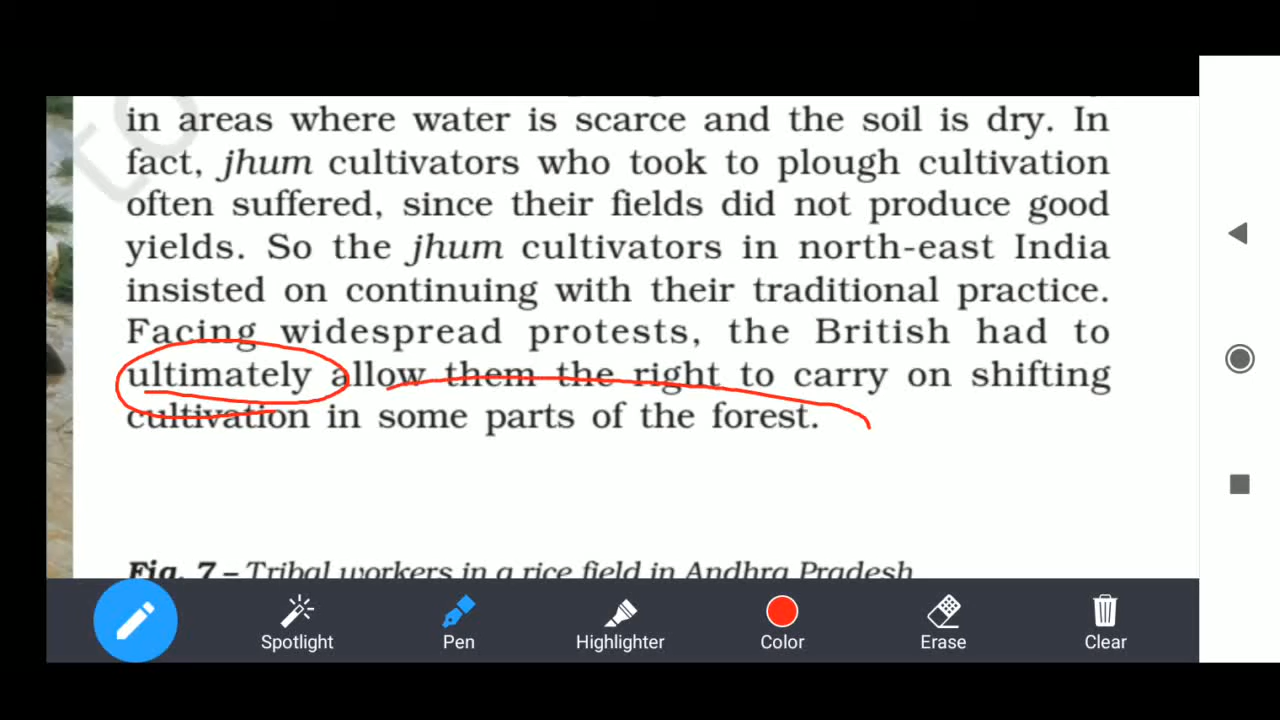 in areas where water is scarce and the soil is dry. In
fact, jhum cultivators who took to plough cultivation
often suffered, since their fields did not produce good
yields. So the jhum cultivators in north-east India
insisted on continuing with their traditional practice.
Facing widespread protests, the British had to
ultimately allow them the right to carry on shifting
cultivation in some parts of the forest.
Fig. 7 – Tribal workers in a rice field in Andhra Pradesh
Spotlight
Pen
Highlighter
Color
Erase
Clear